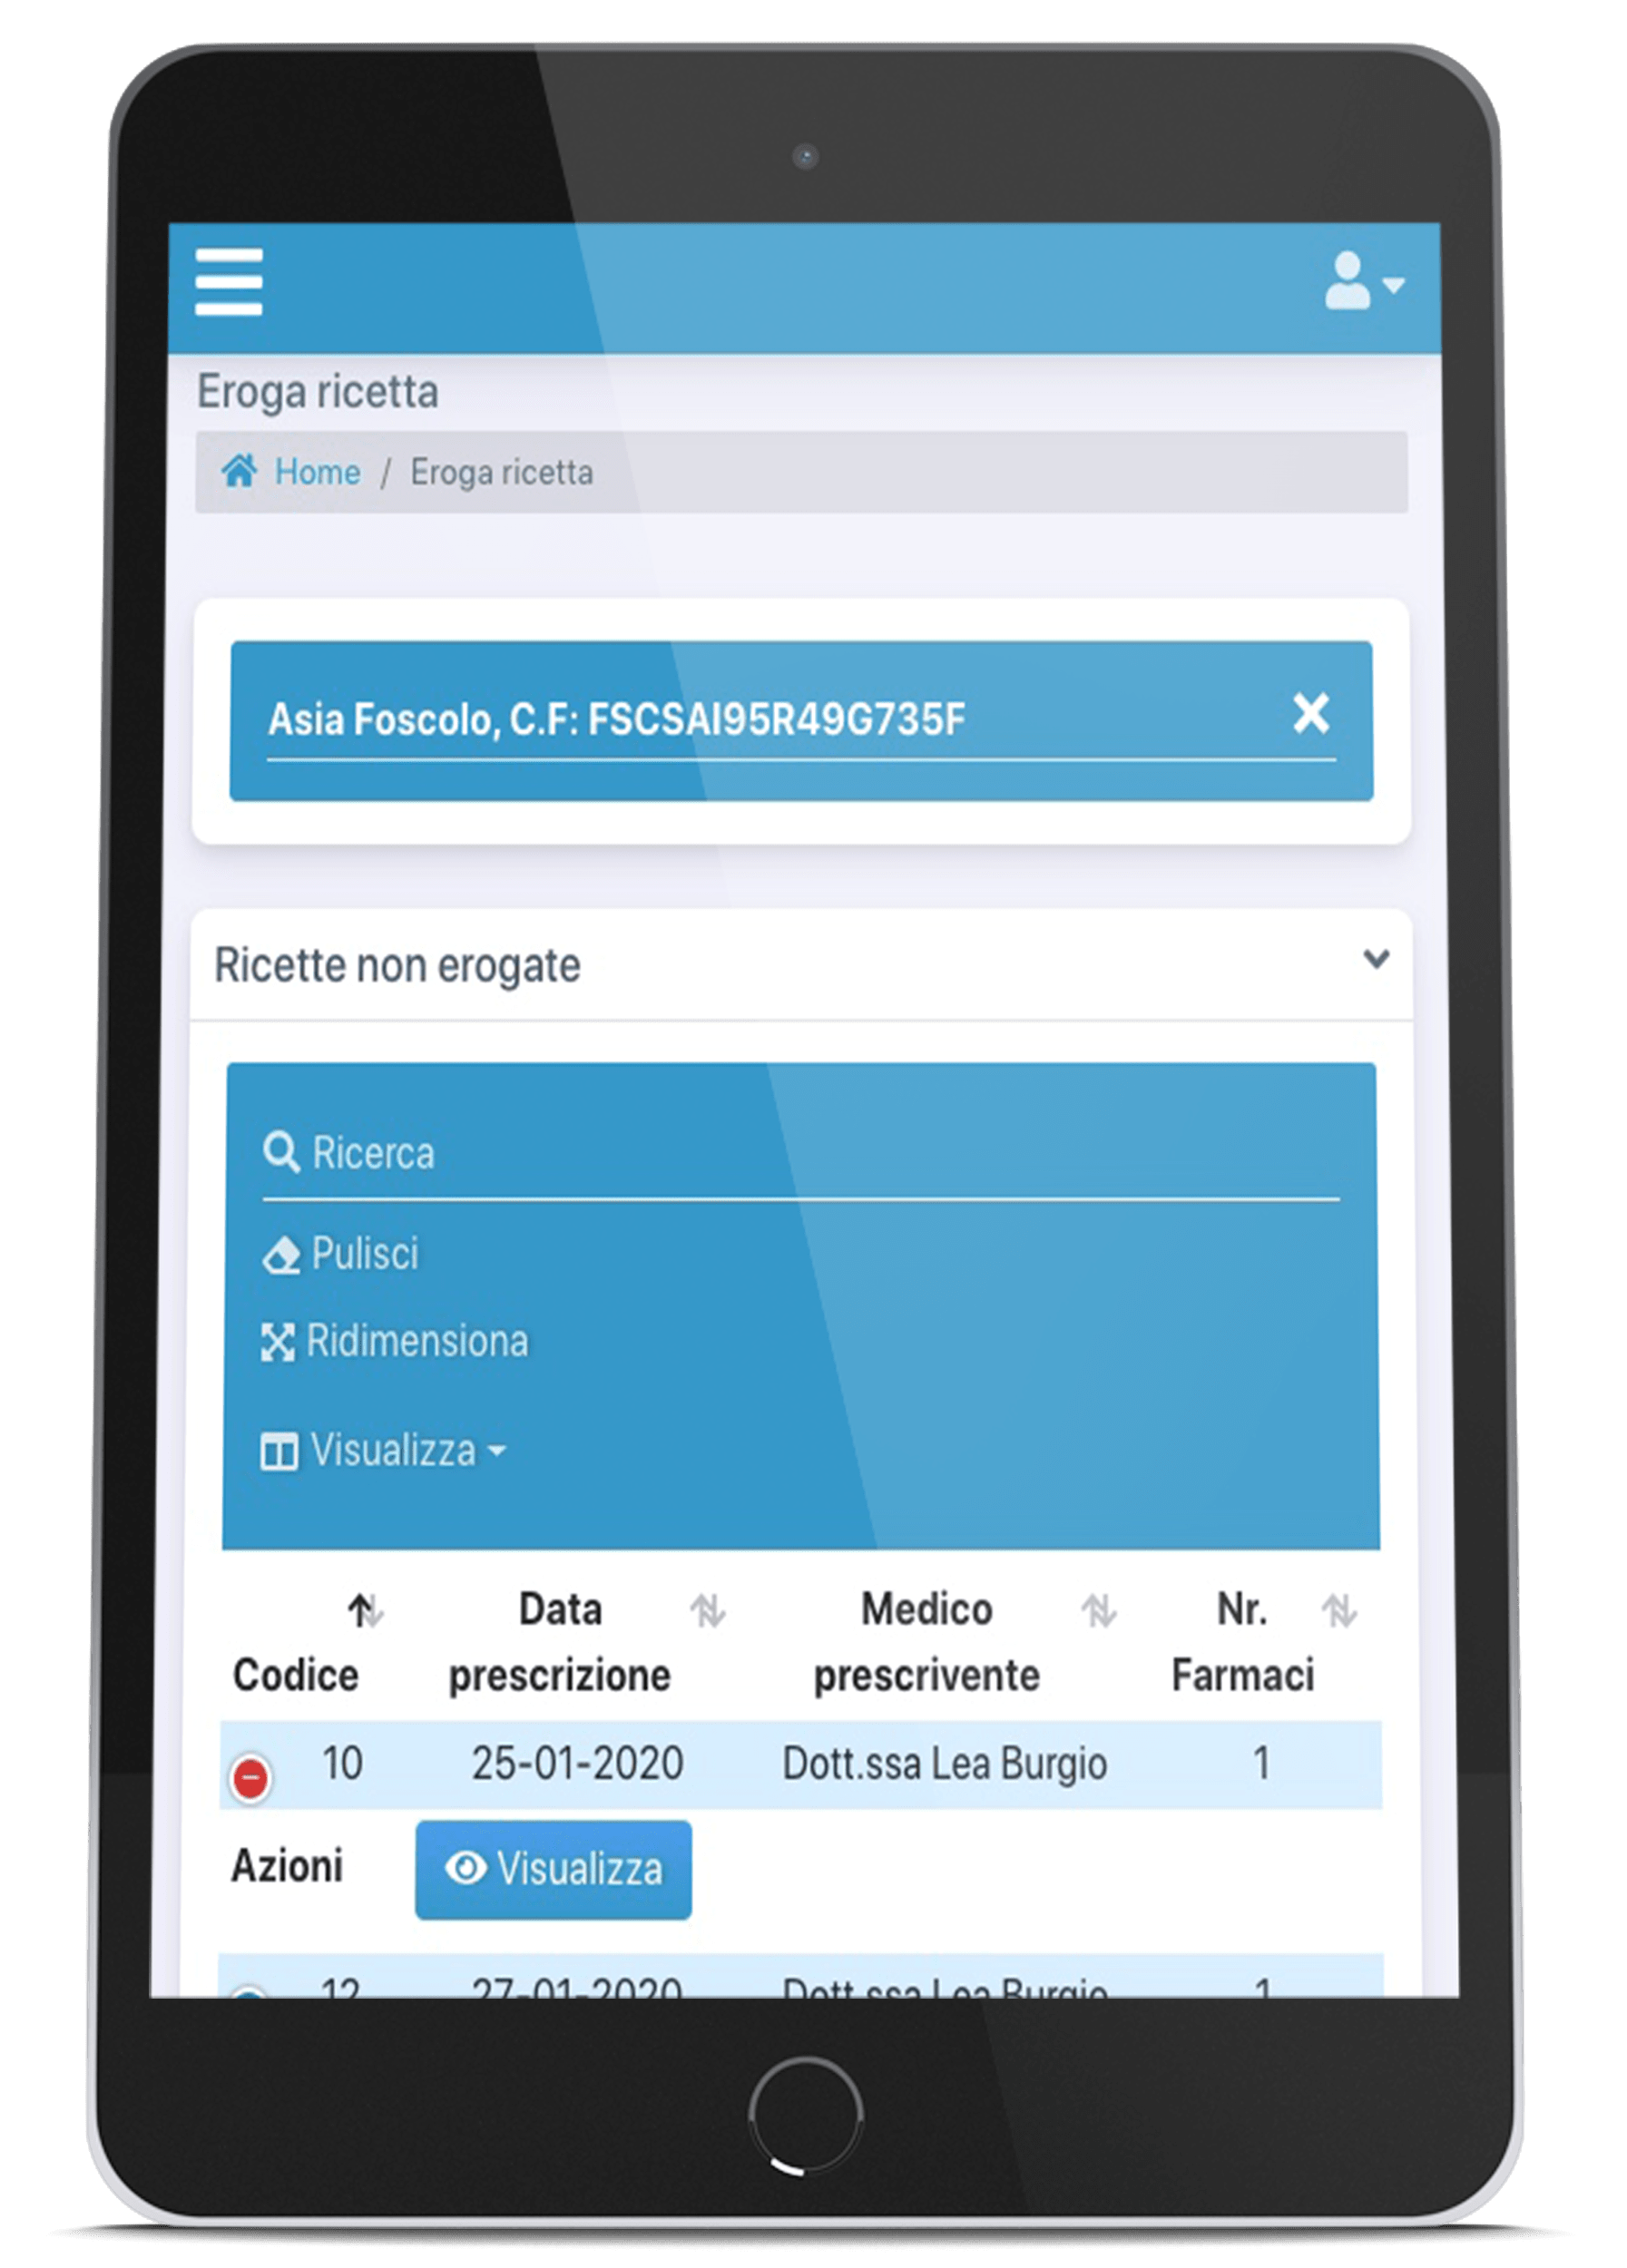 Eroga ricetta
Home / Eroga ricetta
Asia Foscolo, C.F: FSCSAI95R49G735F
Ricette non erogate
Ricerca
Pulisci
Ridimensiona
Visualizza
Codice Data prescrizione Medico prescrivente Nr. Farmaci
10 25-01-2020 Dott.ssa Lea Burgio 1
Azioni Visualizza
12 27-01-2020 Dott.ssa Lea Burgio 1